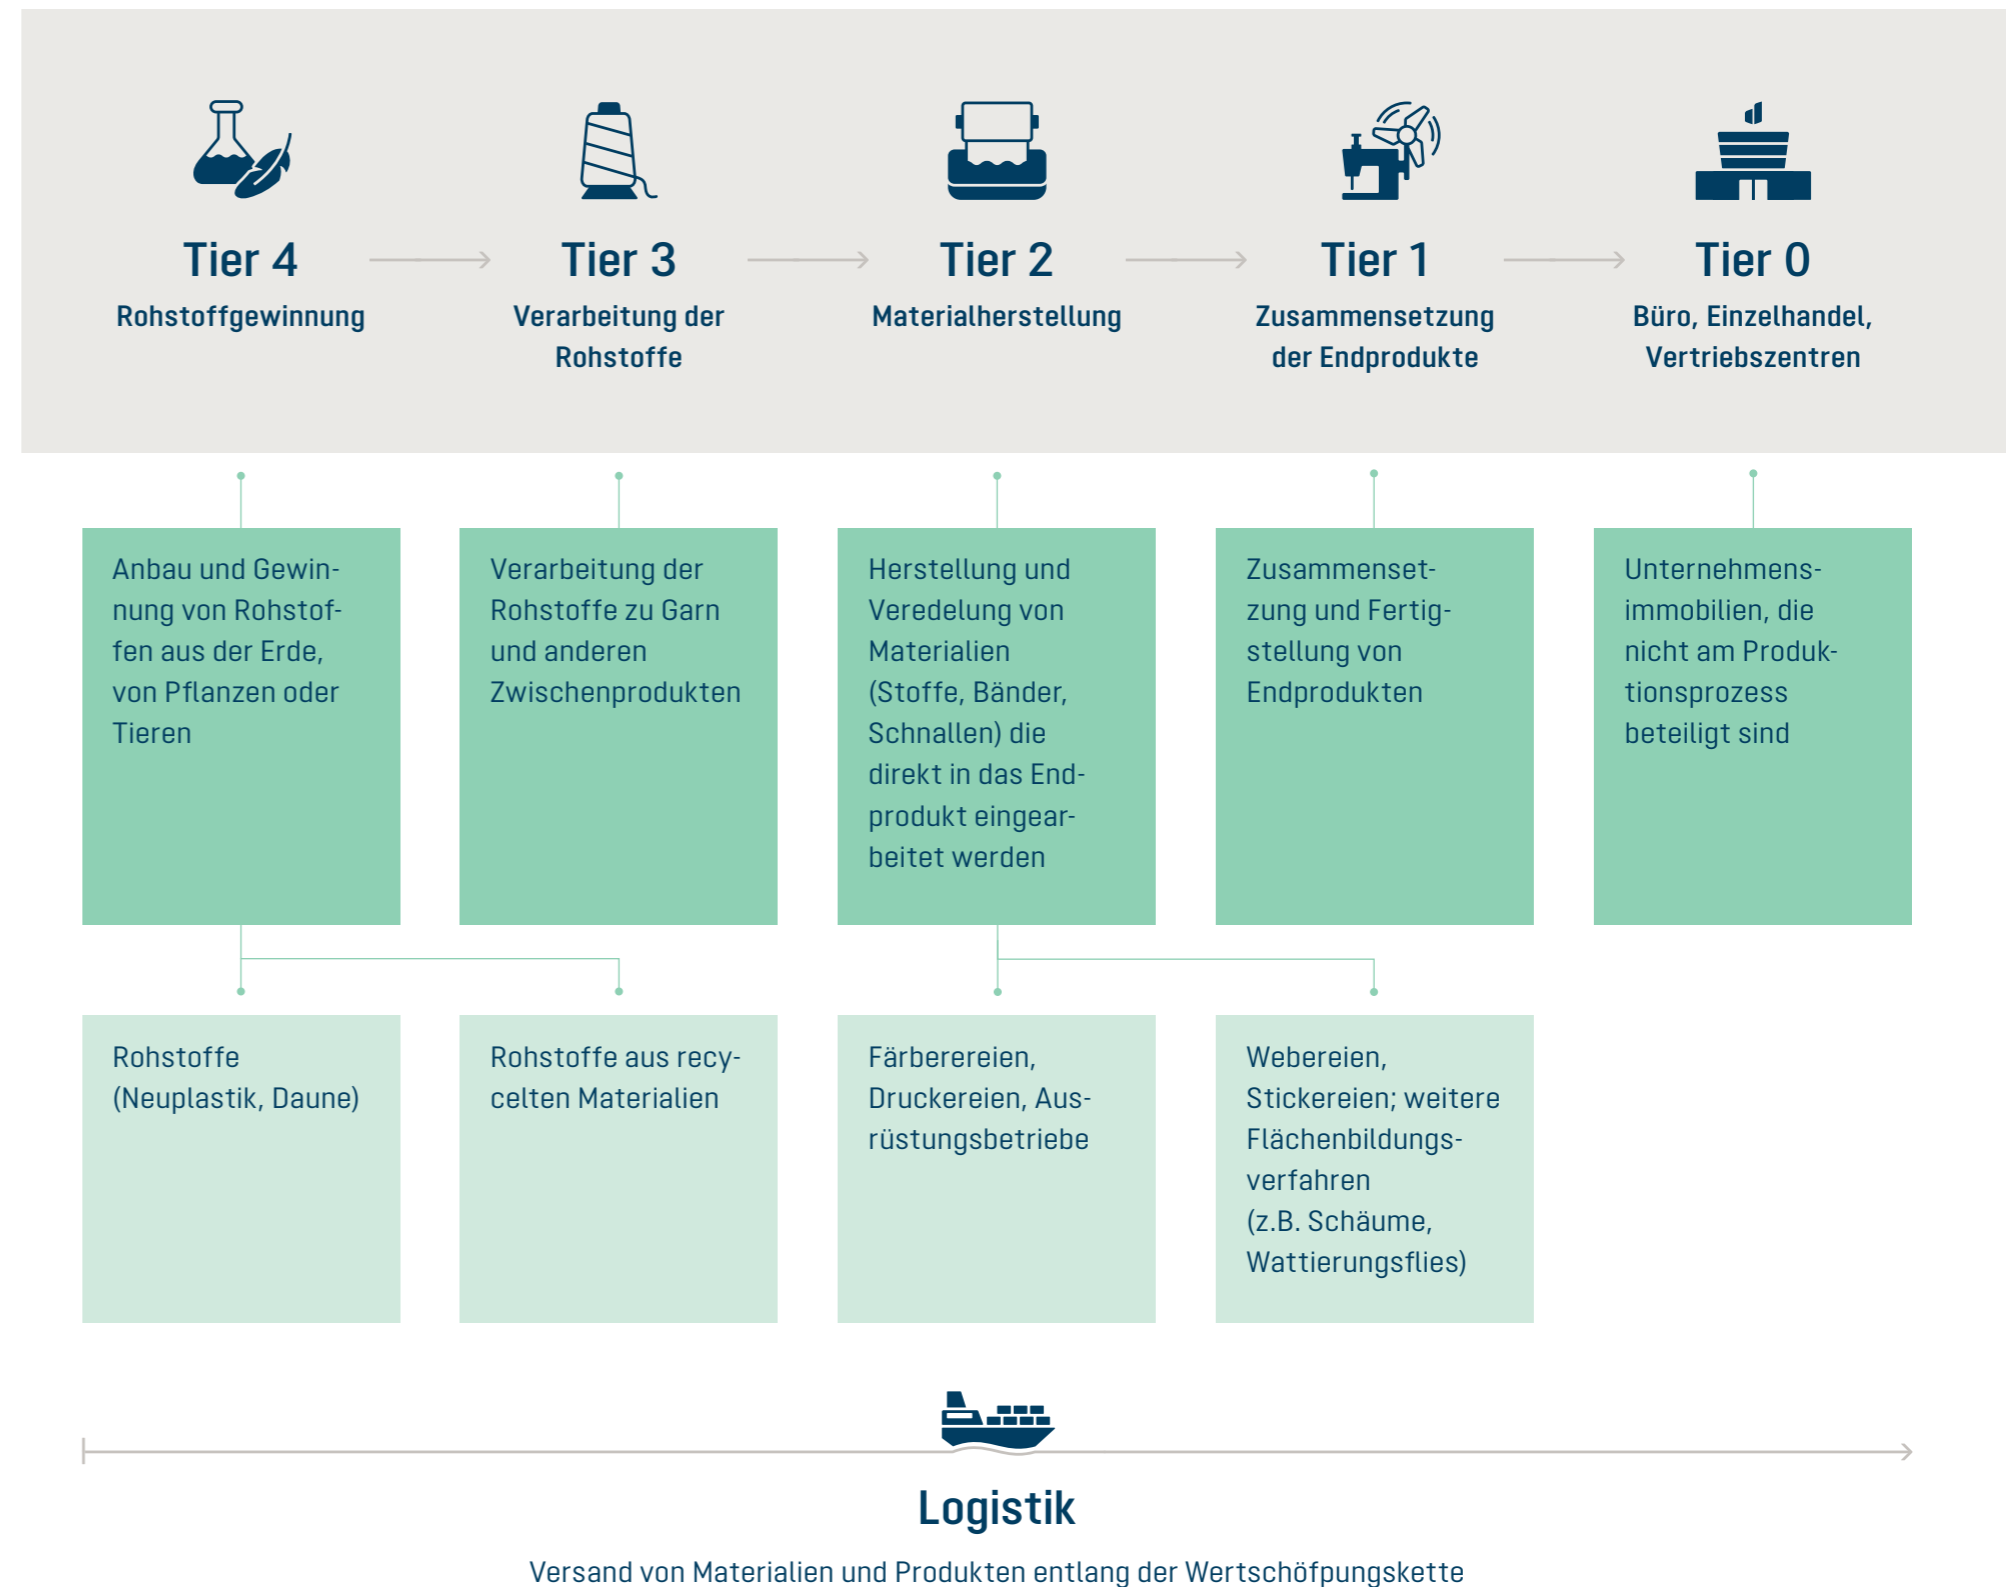 Tier 4
Rohstoffgewinnung
Tier 3
Verarbeitung der
Rohstoffe
Tier 2
Materialherstellung
Tier 1
Zusammensetzung
der Endprodukte
Tier 0
Büro, Einzelhandel,
Vertriebszentren
Anbau und Gewin-
nung von Rohstof-
fen aus der Erde,
von Pflanzen oder
Tieren
Verarbeitung der
Rohstoffe zu Garn
und anderen
Zwischenprodukten
Herstellung und
Veredelung von
Materialien
(Stoffe, Bänder,
Schnallen) die
direkt in das End-
produkt eingear-
beitet werden
Zusammenset-
zung und Fertig-
stellung von
Endprodukten
Unternehmens-
immobilien, die
nicht am Produk-
tionsprozess
beteiligt sind
Rohstoffe
(Neuplastik, Daune)
Rohstoffe aus recy-
celten Materialien
Färberereien,
Druckereien, Aus-
rüstungsbetriebe
Webereien,
Stickereien; weitere
Flächenbildungs-
verfahren
(z.B. Schäume,
Wattierungsflies)
Logistik
Versand von Materialien und Produkten entlang der Wertschöfpungskette